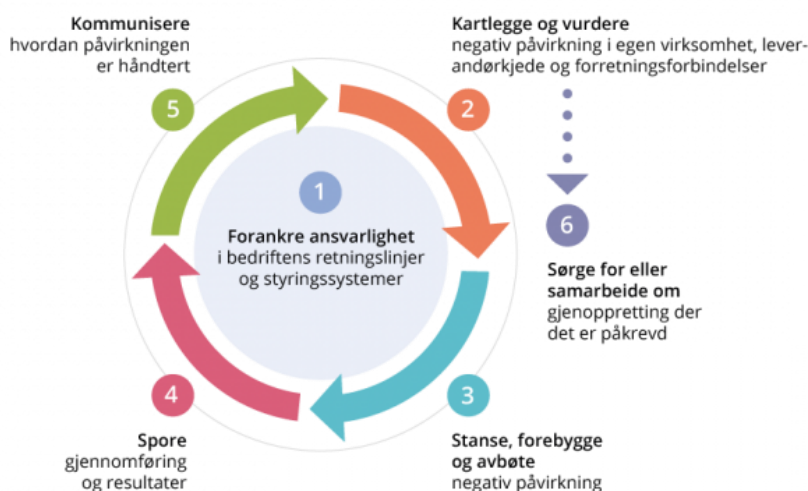 Kommunisere
hvordan påvirkningen
er håndtert
5
Kartlegge og vurdere
negativ påvirkning i egen virksomhet, lever-
andørkjede og forretningsforbindelser
2
1
Forankre ansvarlighet
i bedriftens retningslinjer
og styringssystemer
6
Sørge for eller
samarbeide om
gjenoppretting der
det er påkrevd
4
Spore
gjennomføring
og resultater
3
Stanse, forebygge
og avbøte
negativ påvirkning